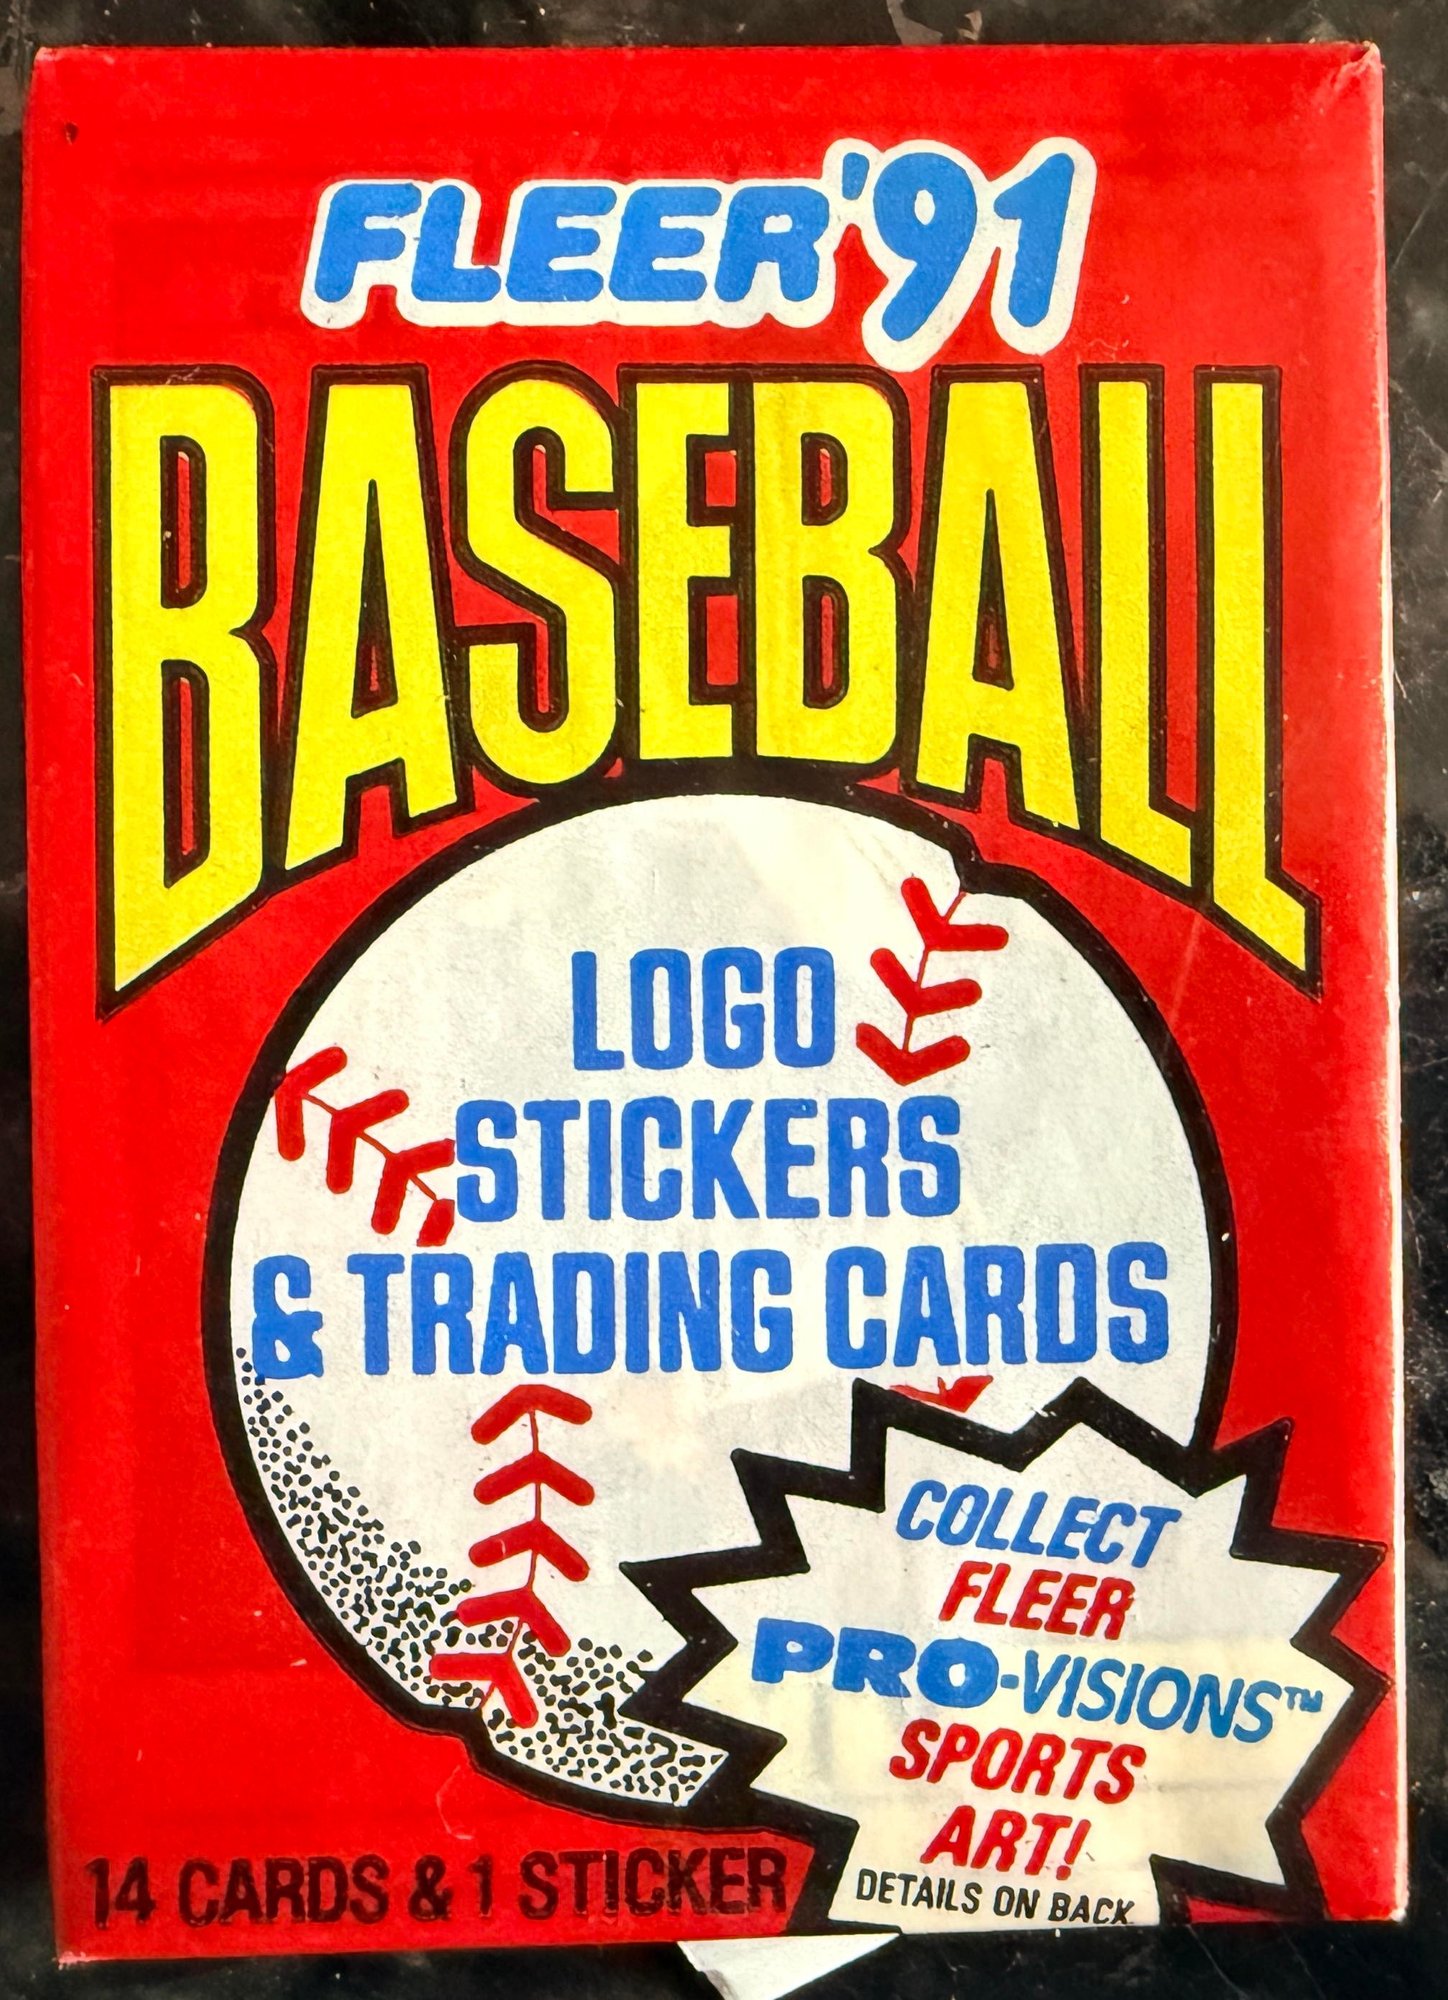 FLEER '91
BASEBALL
LOGO
STICKERS
& TRADING CARDS
COLLECT
FLEER
PRO-VISIONS™
SPORTS
ART!
DETAILS ON BACK
14 CARDS & 1 STICKER